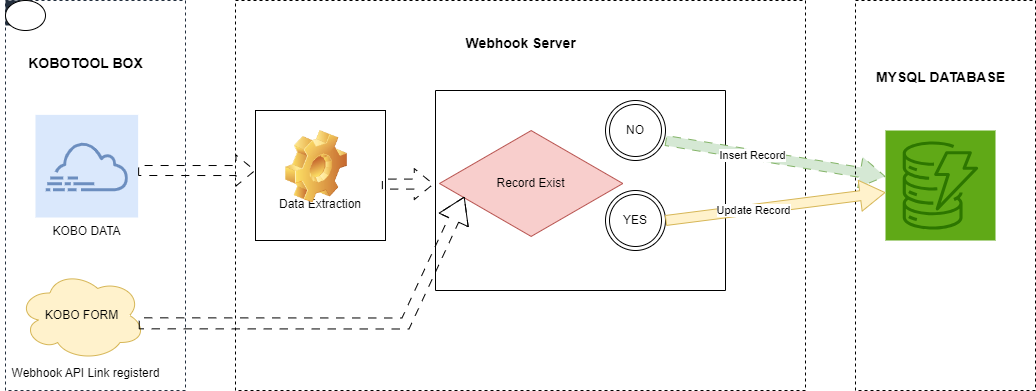 KOBOTOOL BOX
KOBO DATA
KOBO FORM
Webhook API Link registerd
Webhook Server
Data Extraction
Record Exist
NO
YES
Insert Record
Update Record
MYSQL DATABASE